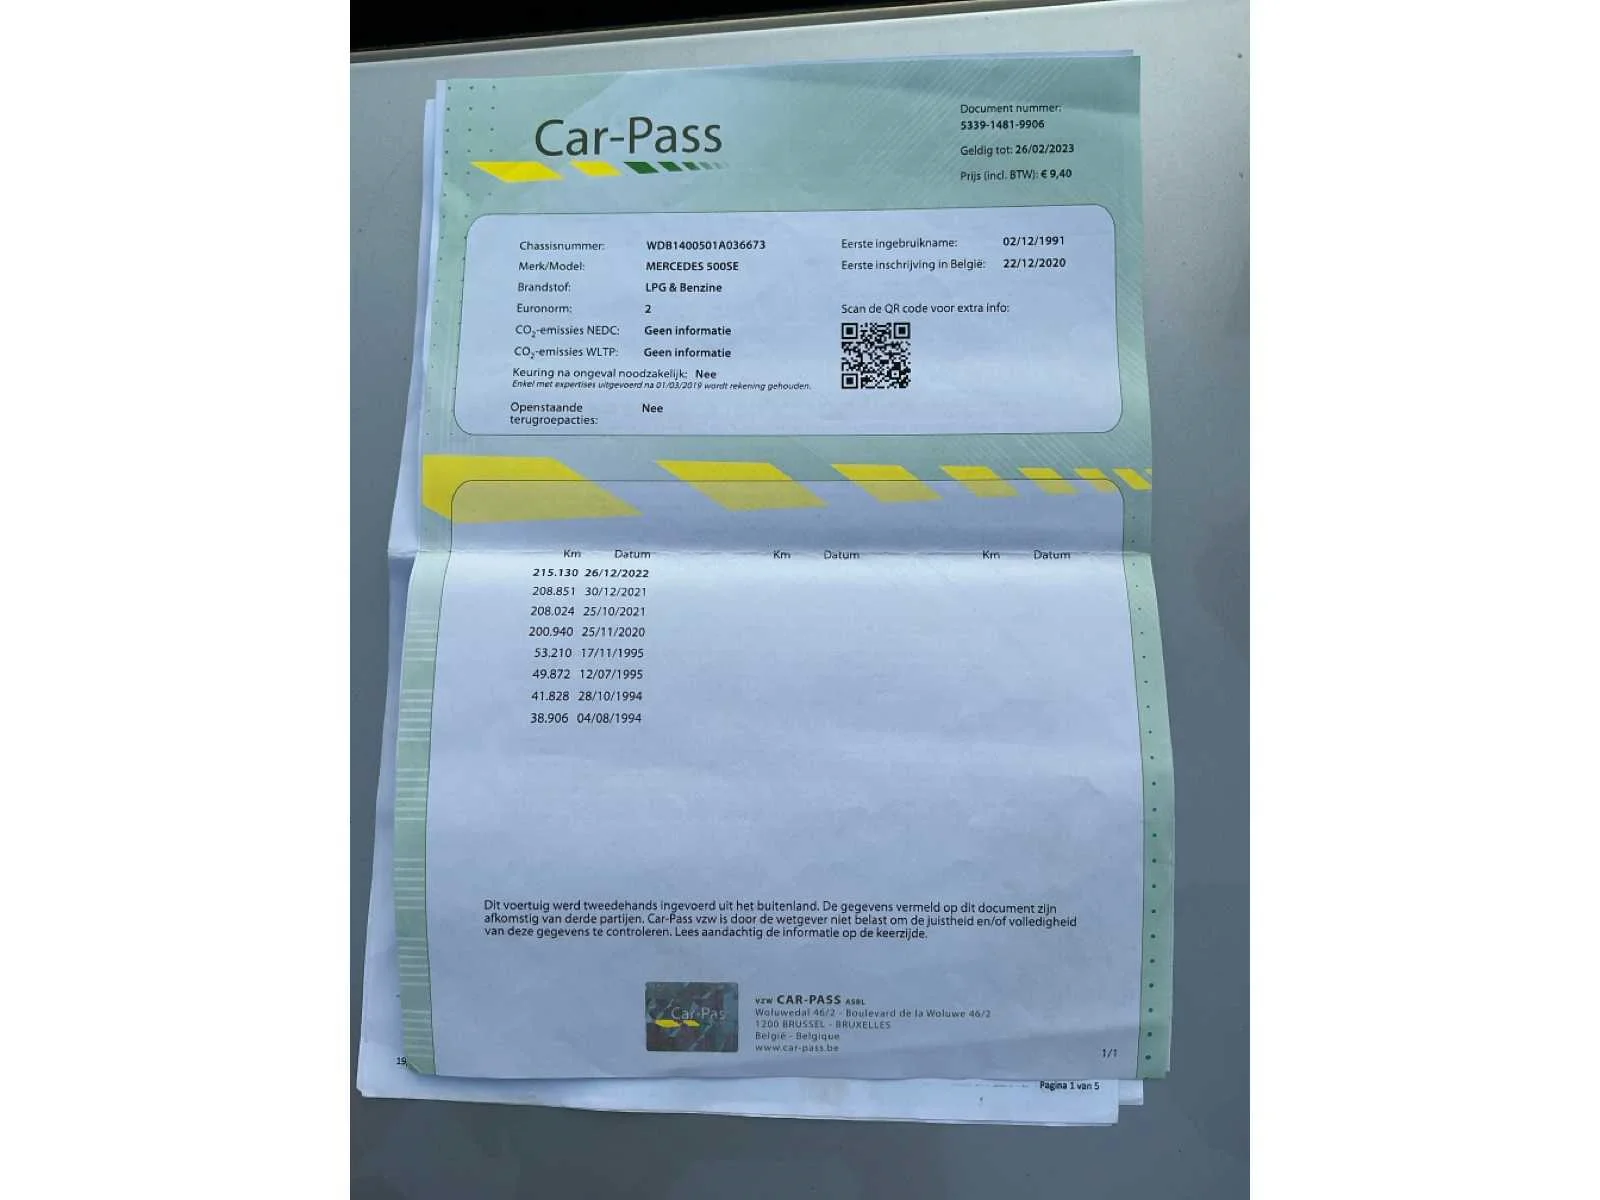 Car-Pass
Document nummer:
5339-1481-9906
Geldig tot: 26/02/2023
Prijs (incl. BTW): € 9,40
Chassisnummer: WDB1400501A036673
Merk/Model: MERCEDES 500SE
Brandstof: LPG & Benzine
Euronorm: 2
CO₂-emissies NEDC: Geen informatie
CO₂-emissies WLTP: Geen informatie
Keuring na ongeval noodzakelijk: Nee
Enkel met expertises uitgevoerd na 01/03/2019 wordt rekening gehouden.
Openstaande Nee
terugroepacties:
Eerste ingebruikname: 02/12/1991
Eerste inschrijving in België: 22/12/2020
Scan de QR code voor extra info:
Km Datum Km Datum Km Datum
215.130 26/12/2022
208.851 30/12/2021
208.024 25/10/2021
200.940 25/11/2020
53.210 17/11/1995
49.872 12/07/1995
41.828 28/10/1994
38.906 04/08/1994
Dit voertuig werd tweedehands ingevoerd uit het buitenland. De gegevens vermeld op dit document zijn
afkomstig van derde partijen. Car-Pass vzw is door de wetgever niet belast om de juistheid en/of volledigheid
van deze gegevens te controleren. Lees aandachtig de informatie op de keerzijde.
Car-Pas
vzw CAR-PASS ASBL
Woluwedal 46/2 - Boulevard de la Woluwe 46/2
1200 BRUSSEL - BRUXELLES
België - Belgique
www.car-pass.be
1/1
19
Pagina 1 van 5